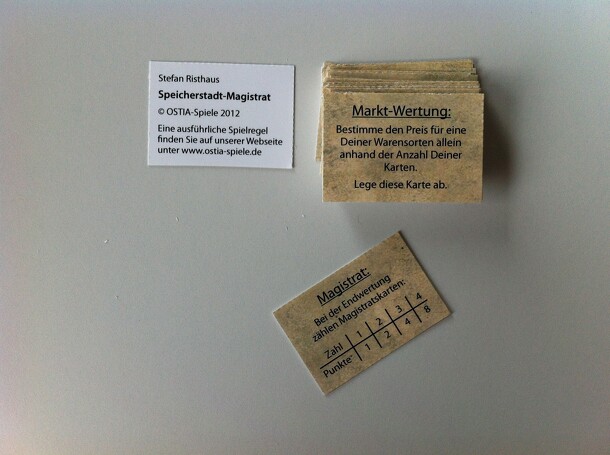 Stefan Risthaus
Speicherstadt-Magistrat
© OSTIA-Spiele 2012
Eine ausführliche Spielregel
finden Sie auf unserer Webseite
unter www.ostia-spiele.de
Markt-Wertung:
Bestimme den Preis für eine
Deiner Warensorten allein
anhand der Anzahl Deiner
Karten.
Lege diese Karte ab.
Magistrat:
Bei der Endwertung
zählen Magistratskarten:
Zahl 1 2 3 4
Punkte: 1 2 4 8